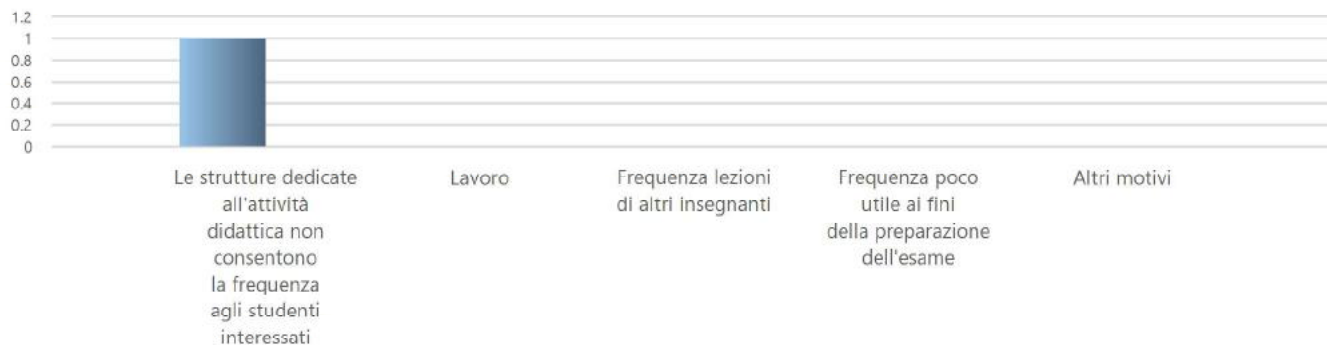 1.2
1
0.8
0.6
0.4
0.2
0
Le strutture dedicate
all'attività
didattica non
consentono
la frequenza
agli studenti
interessati
Lavoro
Frequenza lezioni
di altri insegnanti
Frequenza poco
utile ai fini
della preparazione
dell'esame
Altri motivi